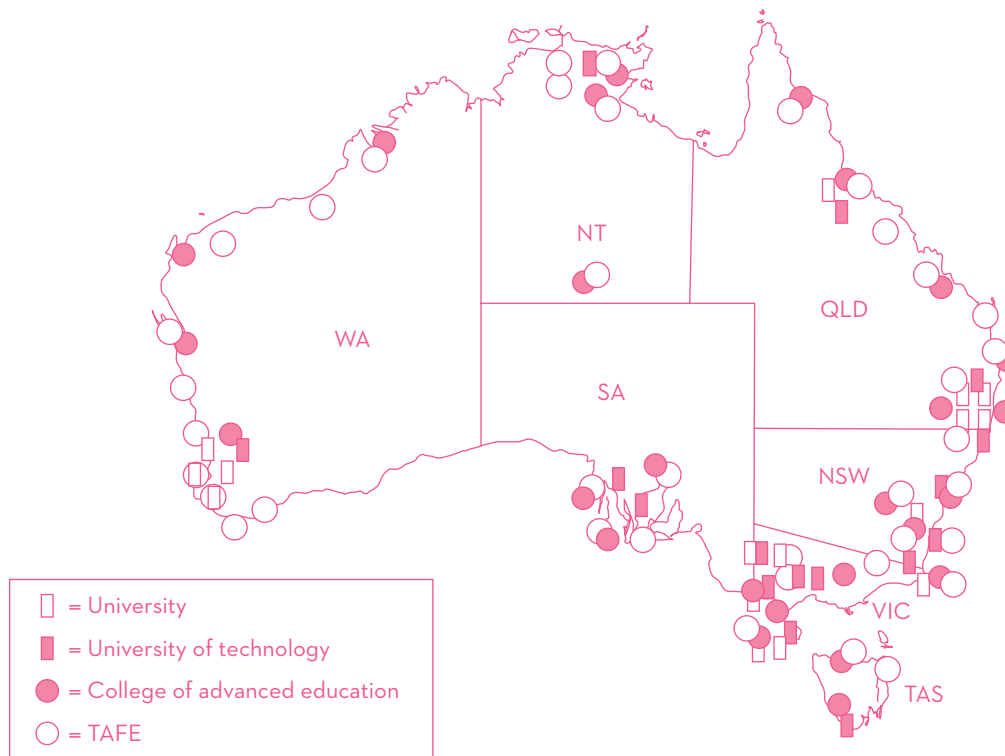 NT
QLD
WA
SA
NSW
VIC
TAS
= University
= University of technology
= College of advanced education
= TAFE